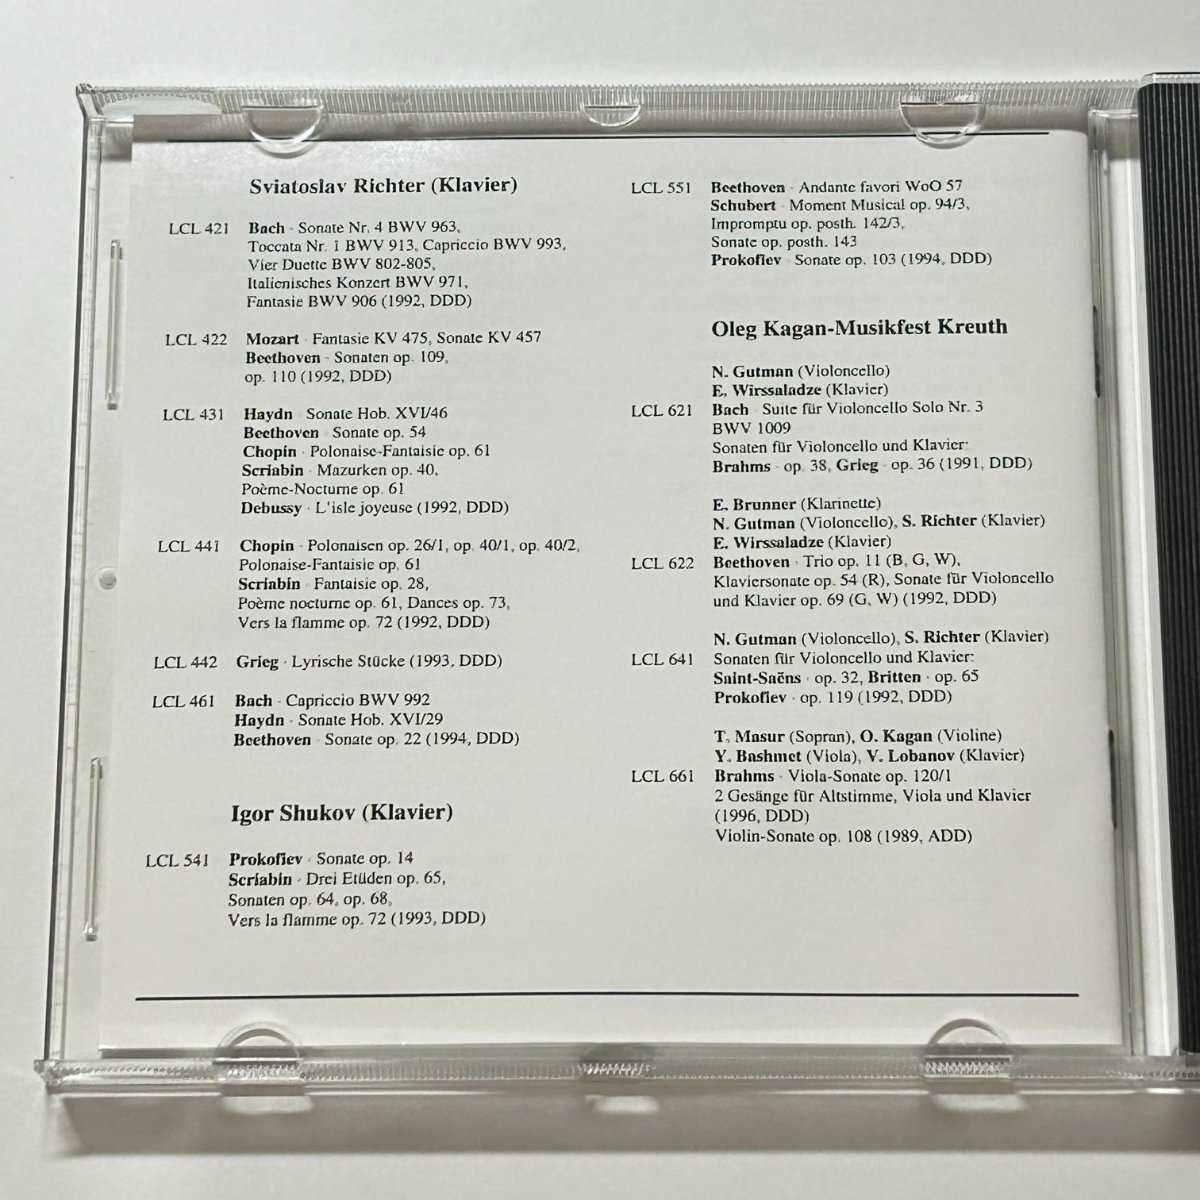 Sviatoslav Richter (Klavier)
LCL 421 Bach · Sonate Nr. 4 BWV 963,
Toccata Nr. 1 BWV 913, Capriccio BWV 993,
Vier Duette BWV 802-805,
Italienisches Konzert BWV 971,
Fantasie BWV 906 (1992, DDD)
LCL 422 Mozart · Fantasie KV 475, Sonate KV 457
Beethoven · Sonaten op. 109,
op. 110 (1992, DDD)
LCL 431 Haydn · Sonate Hob. XVI/46
Beethoven · Sonate op. 54
Chopin · Polonaise-Fantaisie op. 61
Scriabin · Mazurken op. 40,
Poème-Nocturne op. 61
Debussy · L'isle joyeuse (1992, DDD)
LCL 441 Chopin · Polonaisen op. 26/1, op. 40/1, op. 40/2,
Polonaise-Fantaisie op. 61
Scriabin · Fantaisie op. 28,
Poème nocturne op. 61, Dances op. 73,
Vers la flamme op. 72 (1992, DDD)
LCL 442 Grieg · Lyrische Stücke (1993, DDD)
LCL 461 Bach · Capriccio BWV 992
Haydn · Sonate Hob. XVI/29
Beethoven · Sonate op. 22 (1994, DDD)
Igor Shukov (Klavier)
LCL 541 Prokofiev · Sonate op. 14
Scriabin · Drei Etüden op. 65,
Sonaten op. 64, op. 68,
Vers la flamme op. 72 (1993, DDD)
LCL 551 Beethoven · Andante favori WoO 57
Schubert · Moment Musical op. 94/3,
Impromptu op. posth. 142/3,
Sonate op. posth. 143
Prokofiev · Sonate op. 103 (1994, DDD)
Oleg Kagan-Musikfest Kreuth
N. Gutman (Violoncello)
E. Wirssaladze (Klavier)
LCL 621 Bach · Suite für Violoncello Solo Nr. 3
BWV 1009
Sonaten für Violoncello und Klavier:
Brahms · op. 38, Grieg · op. 36 (1991, DDD)
E. Brunner (Klarinette)
N. Gutman (Violoncello), S. Richter (Klavier)
E. Wirssaladze (Klavier)
LCL 622 Beethoven · Trio op. 11 (B, G, W),
Klaviersonate op. 54 (R), Sonate für Violoncello
und Klavier op. 69 (G, W) (1992, DDD)
N. Gutman (Violoncello), S. Richter (Klavier)
LCL 641 Sonaten für Violoncello und Klavier:
Saint-Saëns · op. 32, Britten · op. 65
Prokofiev · op. 119 (1992, DDD)
T. Masur (Sopran), O. Kagan (Violine)
Y. Bashmet (Viola), V. Lobanov (Klavier)
LCL 661 Brahms · Viola-Sonate op. 120/1
2 Gesänge für Altstimme, Viola und Klavier
(1996, DDD)
Violin-Sonate op. 108 (1989, ADD)